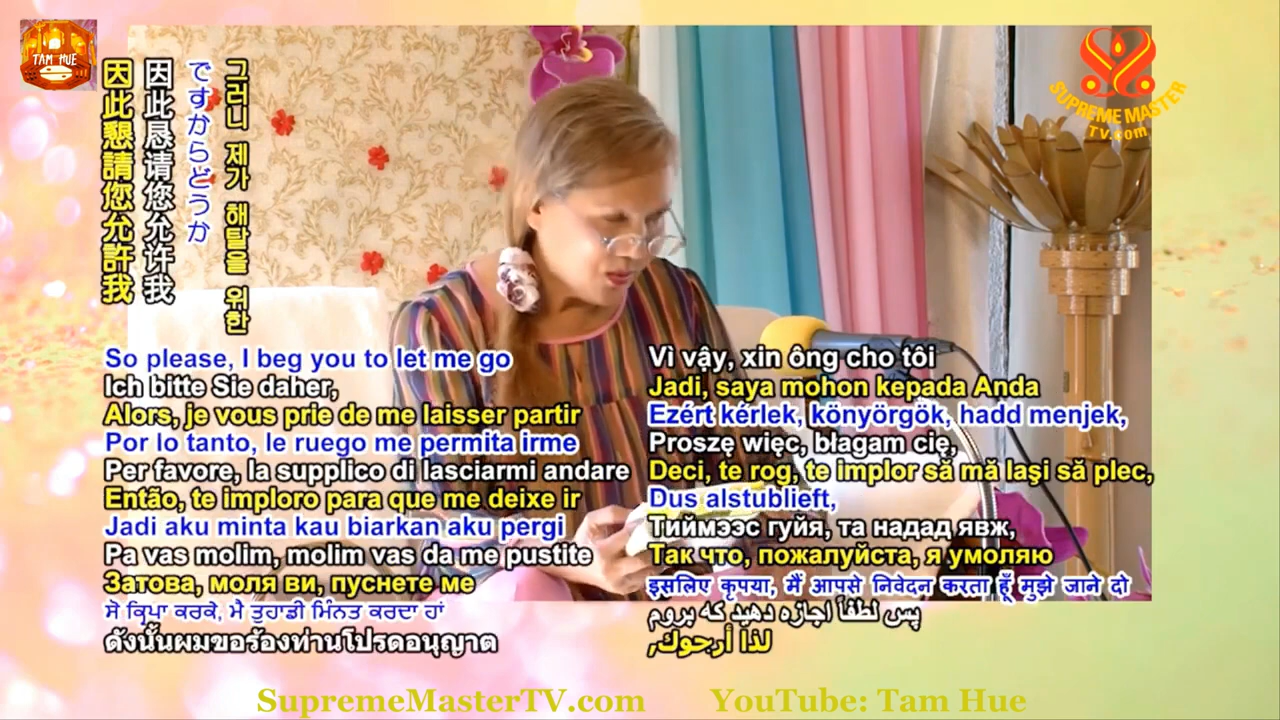 TAM HUE
SUPREME MASTER
TV.com
因此懇請您允許我
因此恳请您允许我
ですからどうか
그러니 제가 해탈을 위한
So please, I beg you to let me go
Ich bitte Sie daher,
Alors, je vous prie de me laisser partir
Por lo tanto, le ruego me permita irme
Per favore, la supplico di lasciarmi andare
Então, te imploro para que me deixe ir
Jadi aku minta kau biarkan aku pergi
Pa vas molim, molim vas da me pustite
Затова, моля ви, пуснете ме
ਸੋ ਕ੍ਰਿਪਾ ਕਰਕੇ, ਮੈ ਤੁਹਾਡੀ ਮਿੰਨਤ ਕਰਦਾ ਹਾਂ
ดังนั้นผมขอร้องท่านโปรดอนุญาต
Vì vậy, xin ông cho tôi
Jadi, saya mohon kepada Anda
Ezért kérlek, könyörgök, hadd menjek,
Proszę więc, błagam cię,
Deci, te rog, te implor să mă laşi să plec,
Dus alstublieft,
Тиймээс гуйя, та надад явж,
Так что, пожалуйста, я умоляю
इसलिए कृपया, मैं आपसे निवेदन करता हूँ मुझे जाने दो
پس لطفاً اجازه دهید که بروم
لذا أرجوك,
SupremeMasterTV.com
YouTube: Tam Hue